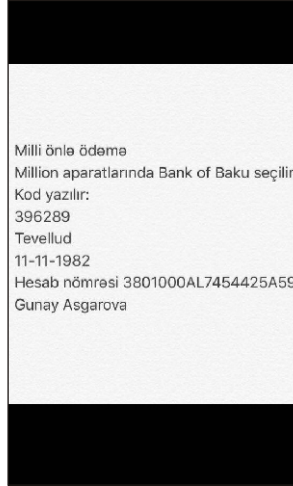 Milli önlə ödəmə
Million aparatlarında Bank of Baku seçilir
Kod yazılır:
396289
Tevellud
11-11-1982
Hesab nömrəsi 3801000AL7454425A59
Gunay Asgarova